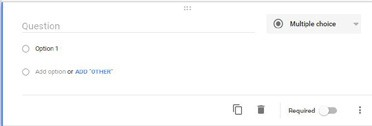 Question
Multiple choice
Option 1
Add option or ADD "OTHER"
Required